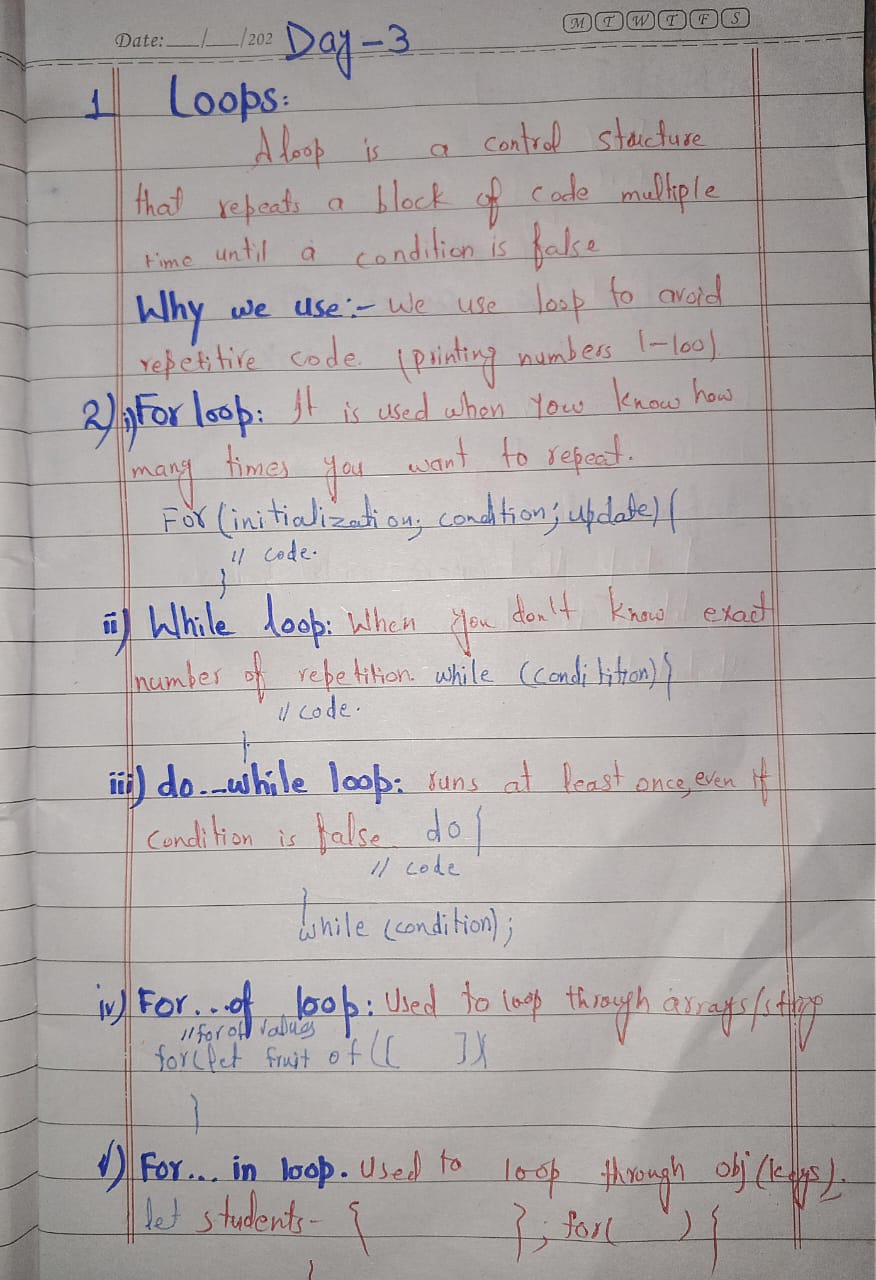 Date: __/__/202 Day-3
M T W T F S
1 Loops:
A loop is a control structure
that repeats a block of code multiple
time until a condition is false
Why we use:- We use loop to avoid
repetitive code. (printing numbers 1-100)
2) i) For loop: It is used when you know how
many times you want to repeat.
For (initialization; condition; update) {
// code.
}
ii) While loop: When you don't know exact
number of repetition. while (condition) {
// code.
}
iii) do...while loop: runs at least once, even if
condition is false do {
// code
}
while (condition);
iv) For...of loop: Used to loop through arrays/string
// for of values
for (let fruit of [[ ]) {
}
v) For... in loop. Used to loop through obj (keys).
let students- { }; for( ) {
}